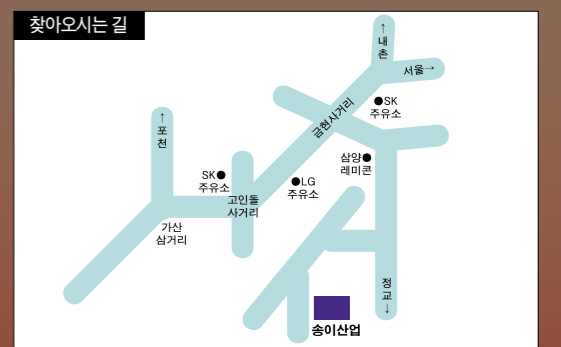 찾아오시는 길
↑
내
촌
서울→
●SK
주유소
금현사거리
↑
포
천
삼양●
레미콘
SK●
주유소
●LG
주유소
고인돌
사거리
가산
삼거리
정
교
↓
송이산업